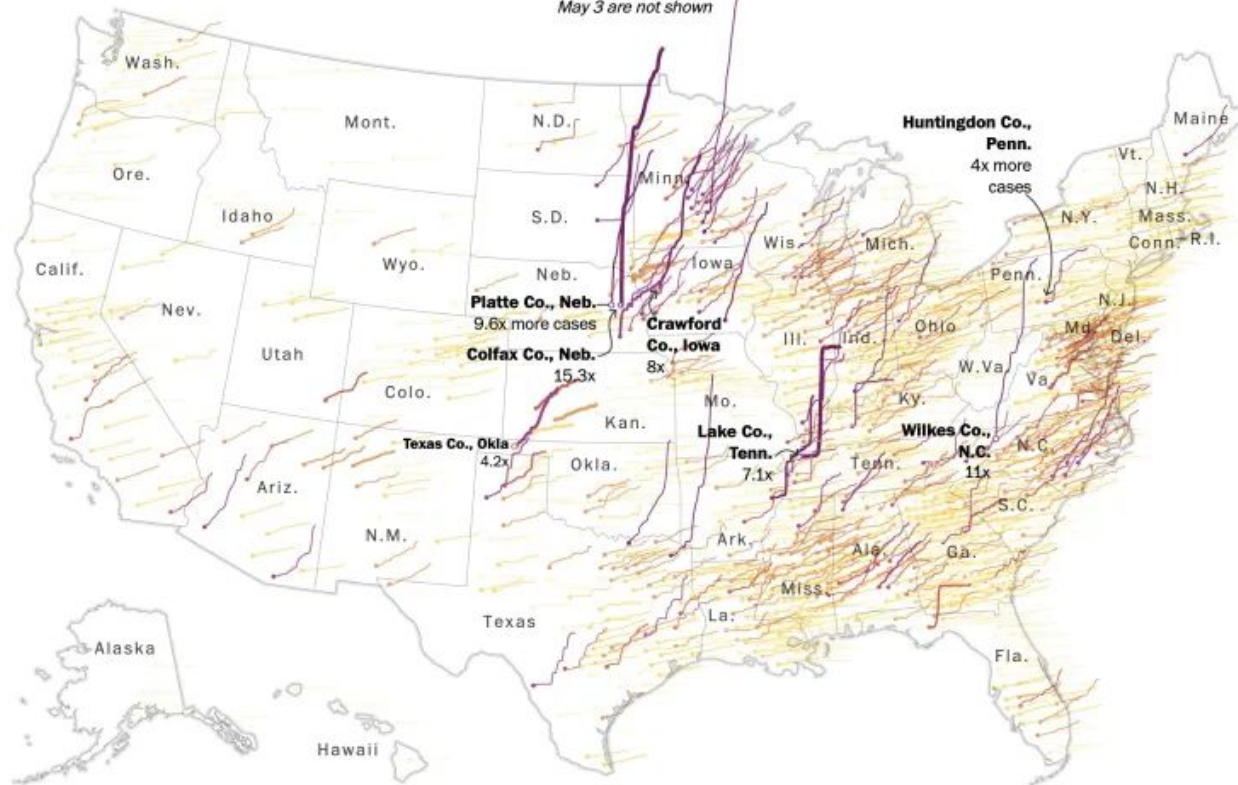 May 3 are not shown
Wash.
Mont.
N.D.
Minn.
Huntingdon Co.,
Penn.
4x more
cases
Maine
Vt.
N.H.
Mass.
Conn.
R.I.
N.Y.
Ore.
Idaho
S.D.
Wis.
Mich.
Wyo.
Neb.
Iowa
Penn.
N.J.
Calif.
Nev.
Platte Co., Neb.
9.6x more cases
Crawford
Co., Iowa
8x
Colfax Co., Neb.
15.3x
Utah
Colo.
Ill.
Ind.
Ohio
Md.
Del.
W.Va.
Va.
Kan.
Mo.
Ky.
Texas Co., Okla
4.2x
Okla.
Lake Co.,
Tenn.
7.1x
Tenn.
Wilkes Co.,
N.C.
11x
N.C.
S.C.
Ariz.
N.M.
Ark.
Miss.
Ala.
Ga.
Texas
La.
Fla.
Alaska
Hawaii